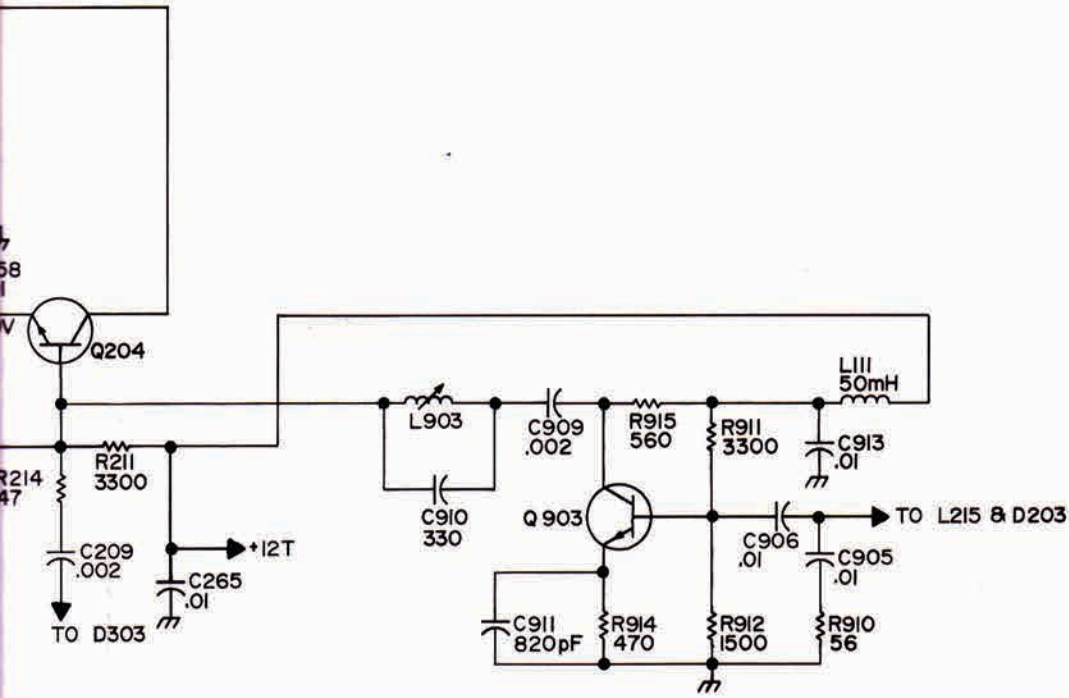 58
Q204
R211
3300
R214
47
C209
.002
TO D303
+12T
C265
.01
L903
C910
330
C909
.002
R915
560
R911
3300
L111
50mH
C913
.01
Q903
C906
.01
TO L215 & D203
C905
.01
C911
820pF
R914
470
R912
1500
R910
56